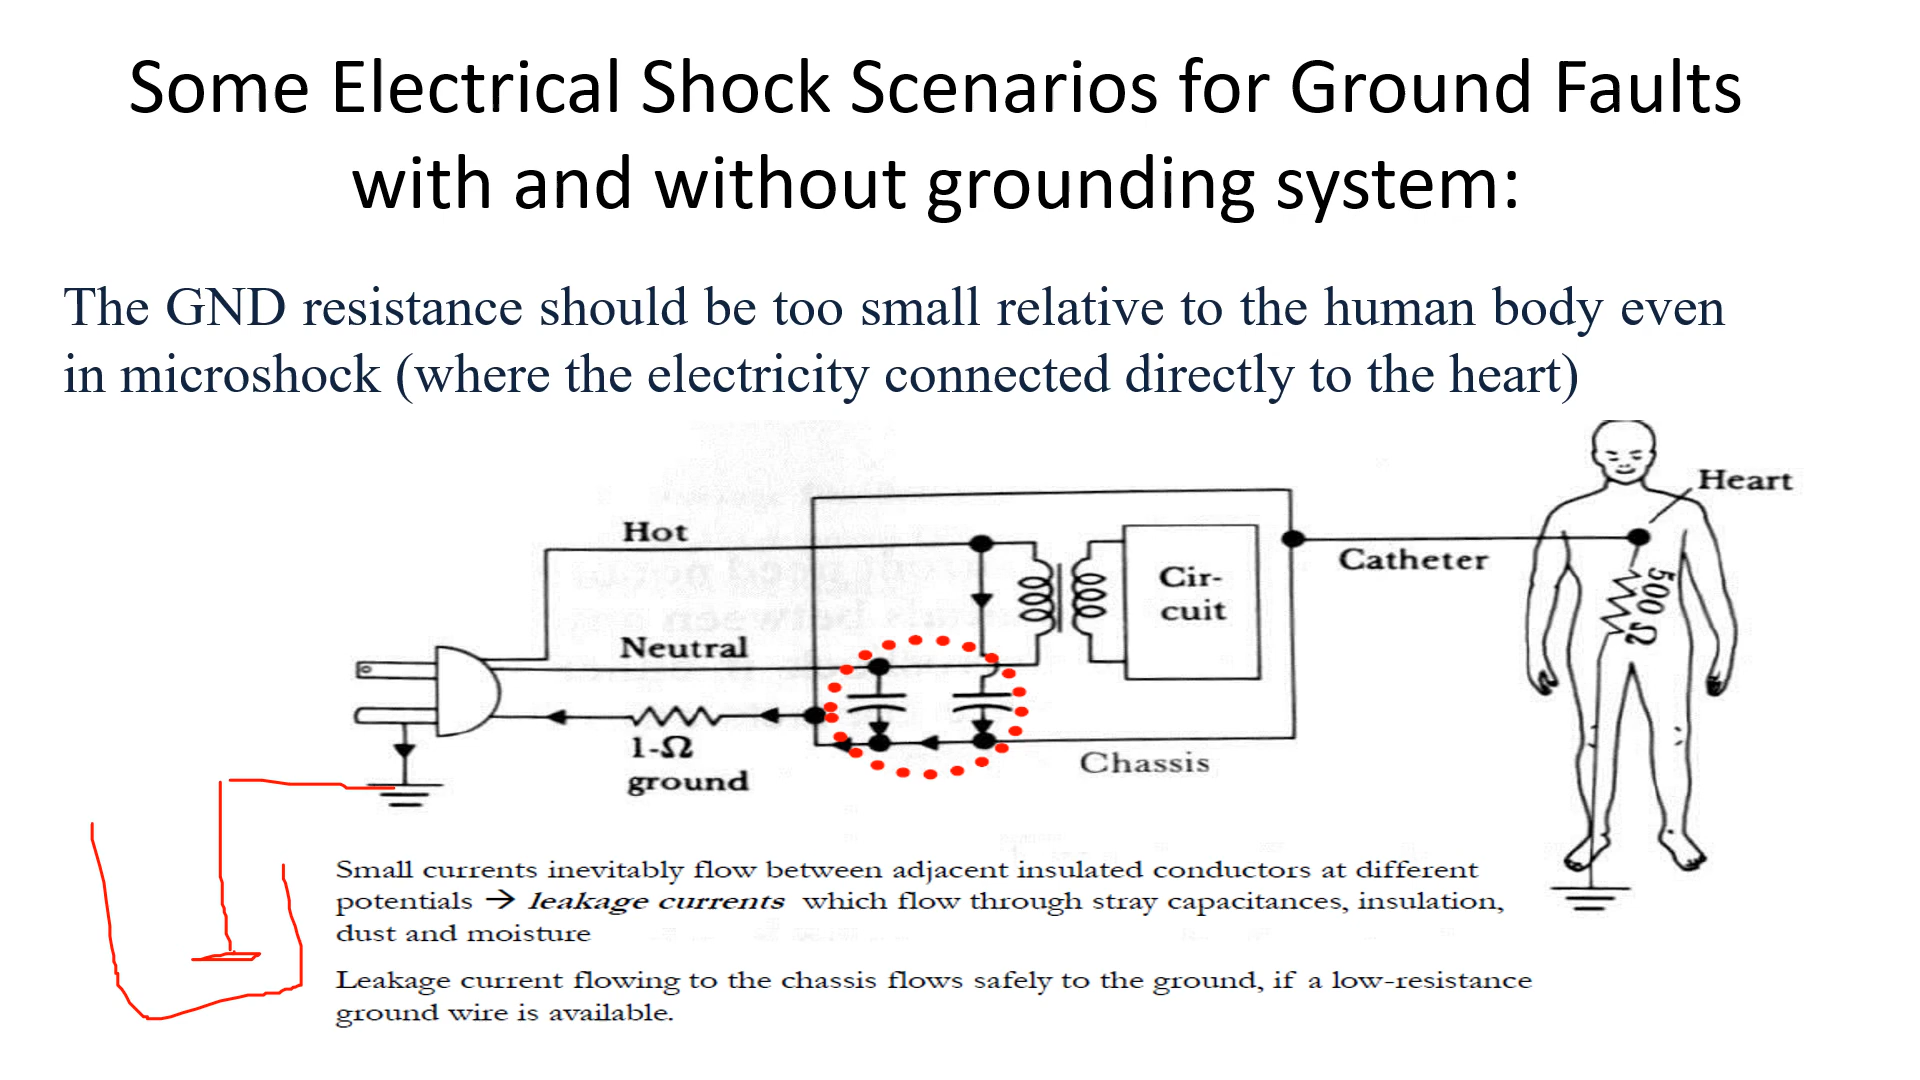 Some Electrical Shock Scenarios for Ground Faults
with and without grounding system:
The GND resistance should be too small relative to the human body even
in microshock (where the electricity connected directly to the heart)
Heart
Hot
Catheter
Cir-
cuit
500 Ω
Neutral
1-Ω
ground
Chassis
Small currents inevitably flow between adjacent insulated conductors at different
potentials → leakage currents which flow through stray capacitances, insulation,
dust and moisture
Leakage current flowing to the chassis flows safely to the ground, if a low-resistance
ground wire is available.